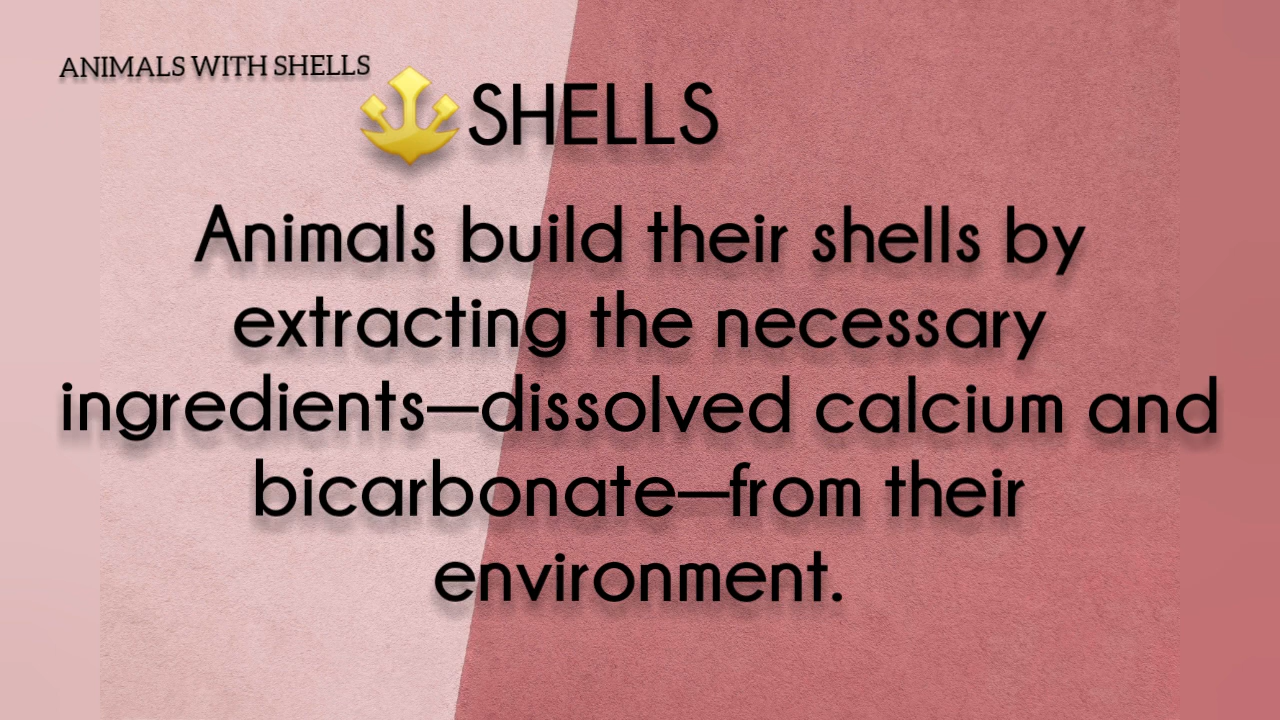 ANIMALS WITH SHELLS
SHELLS
Animals build their shells by
extracting the necessary
ingredients—dissolved calcium and
bicarbonate—from their
environment.